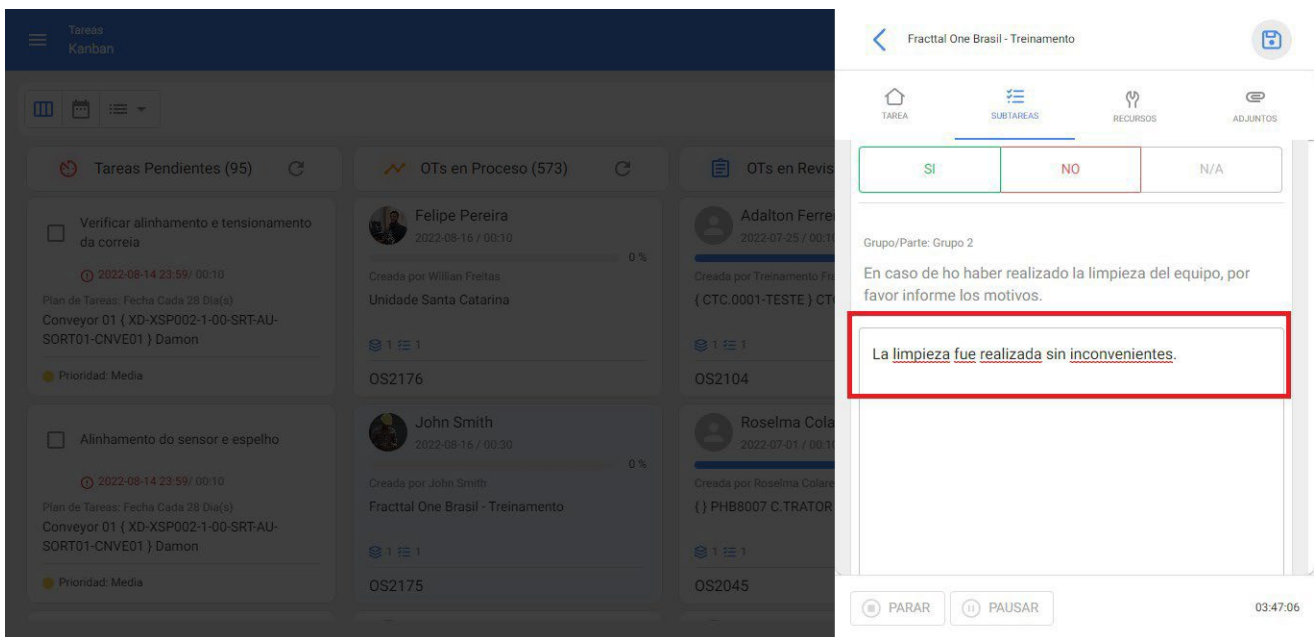 Tareas
Kanban
Tareas Pendientes (95)
Verificar alinhamento e tensionamento
da correia
2022-08-14 23:59/ 00:10
Plan de Tareas: Fecha Cada 28 Dia(s)
Conveyor 01 { XD-XSP002-1-00-SRT-AU-
SORT01-CNVE01 } Damon
Prioridad: Media
Alinhamento do sensor e espelho
2022-08-14 23:59/ 00:10
Plan de Tareas: Fecha Cada 28 Dia(s)
Conveyor 01 { XD-XSP002-1-00-SRT-AU-
SORT01-CNVE01 } Damon
Prioridad: Media
OTs en Proceso (573)
Felipe Pereira
2022-08-16 / 00:10
0 %
Creada por Willian Freitas
Unidade Santa Catarina
1 1
OS2176
John Smith
2022-08-16 / 00:30
0 %
Creada por John Smith
Fracttal One Brasil - Treinamento
1 1
OS2175
OTs en Revis
Adalton Ferrei
2022-07-25 / 00:10
Creada por Treinamento Fra
{ CTC.0001-TESTE } CT
1 1
OS2104
Roselma Cola
2022-07-01 / 00:10
Creada por Roselma Colare
{ } PHB8007 C.TRATOR
1 1
OS2045
Fracttal One Brasil - Treinamento
TAREA SUBTAREAS RECURSOS ADJUNTOS
SI NO N/A
Grupo/Parte: Grupo 2
En caso de ho haber realizado la limpieza del equipo, por
favor informe los motivos.
La limpieza fue realizada sin inconvenientes.
PARAR PAUSAR 03:47:06